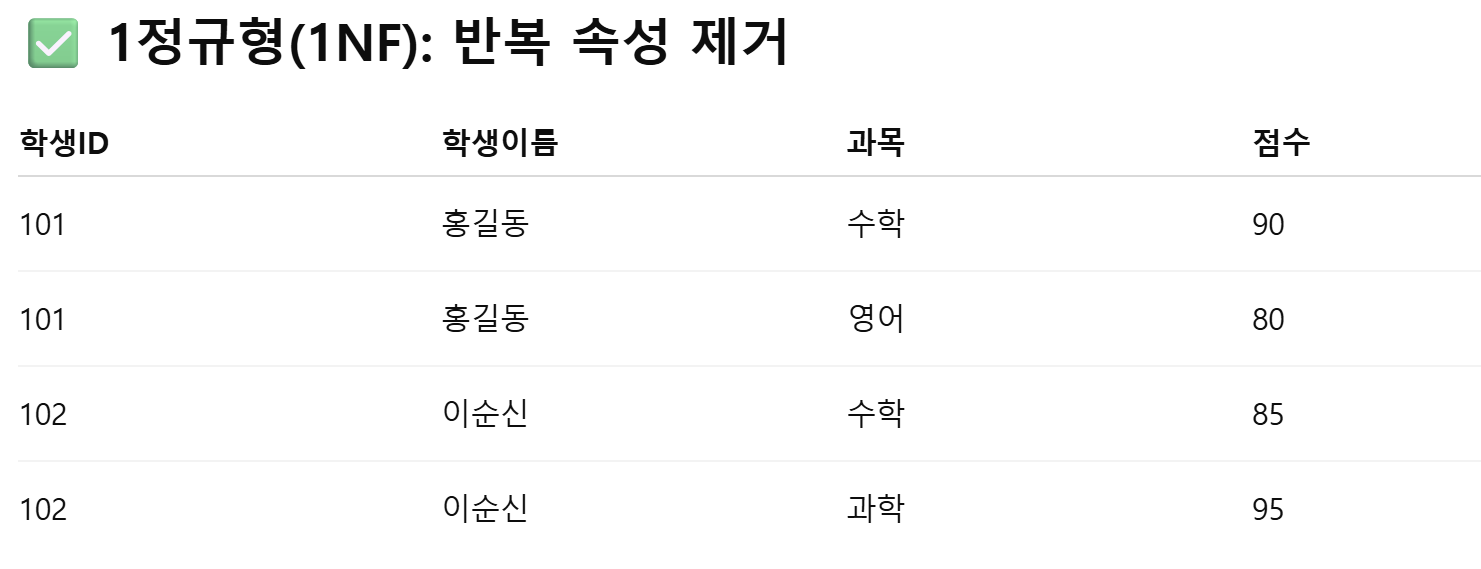 ✅ 1정규형(1NF): 반복 속성 제거
학생ID 학생이름 과목 점수
101 홍길동 수학 90
101 홍길동 영어 80
102 이순신 수학 85
102 이순신 과학 95